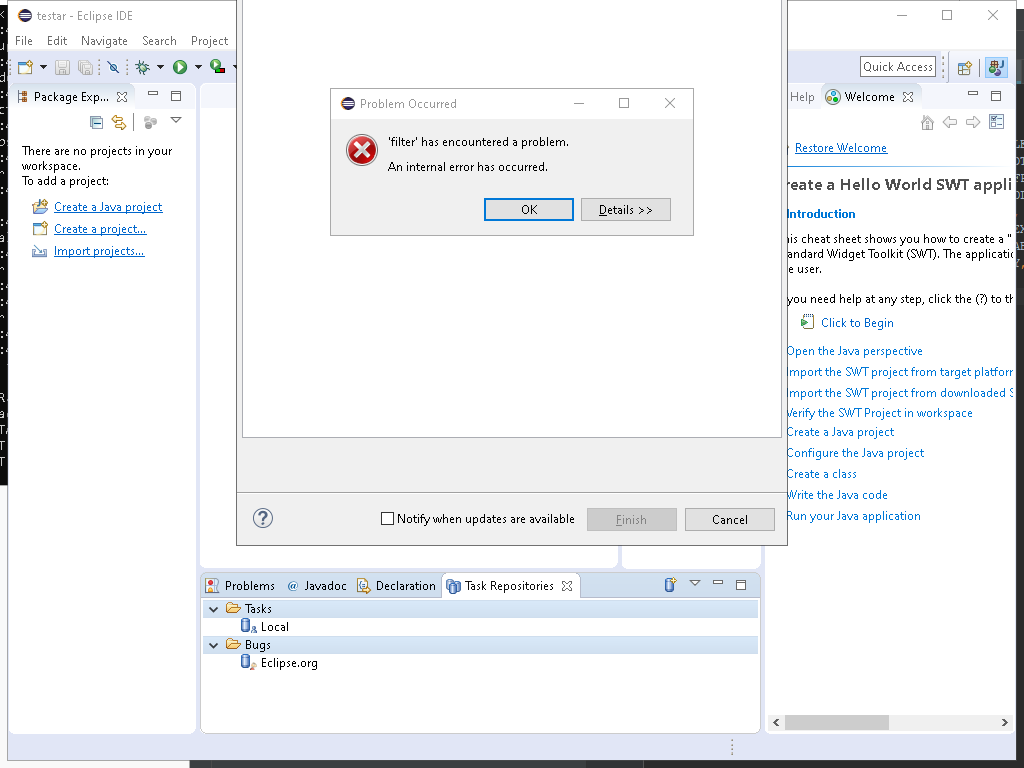 testar - Eclipse IDE
File Edit Navigate Search Project
Quick Access
Package Exp...
There are no projects in your
workspace.
To add a project:
Create a Java project
Create a project...
Import projects...
Problem Occurred
'filter' has encountered a problem.
An internal error has occurred.
OK
Details >>
?
Notify when updates are available
Finish
Cancel
Problems
@ Javadoc
Declaration
Task Repositories
Tasks
Local
Bugs
Eclipse.org
Help
Welcome
Restore Welcome
reate a Hello World SWT appli
Introduction
is cheat sheet shows you how to create a "
andard Widget Toolkit (SWT). The applicatic
e user.
you need help at any step, click the (?) to th
Click to Begin
Open the Java perspective
Import the SWT project from target platforr
Import the SWT project from downloaded S
Verify the SWT Project in workspace
Create a Java project
Configure the Java project
Create a class
Write the Java code
Run your Java application